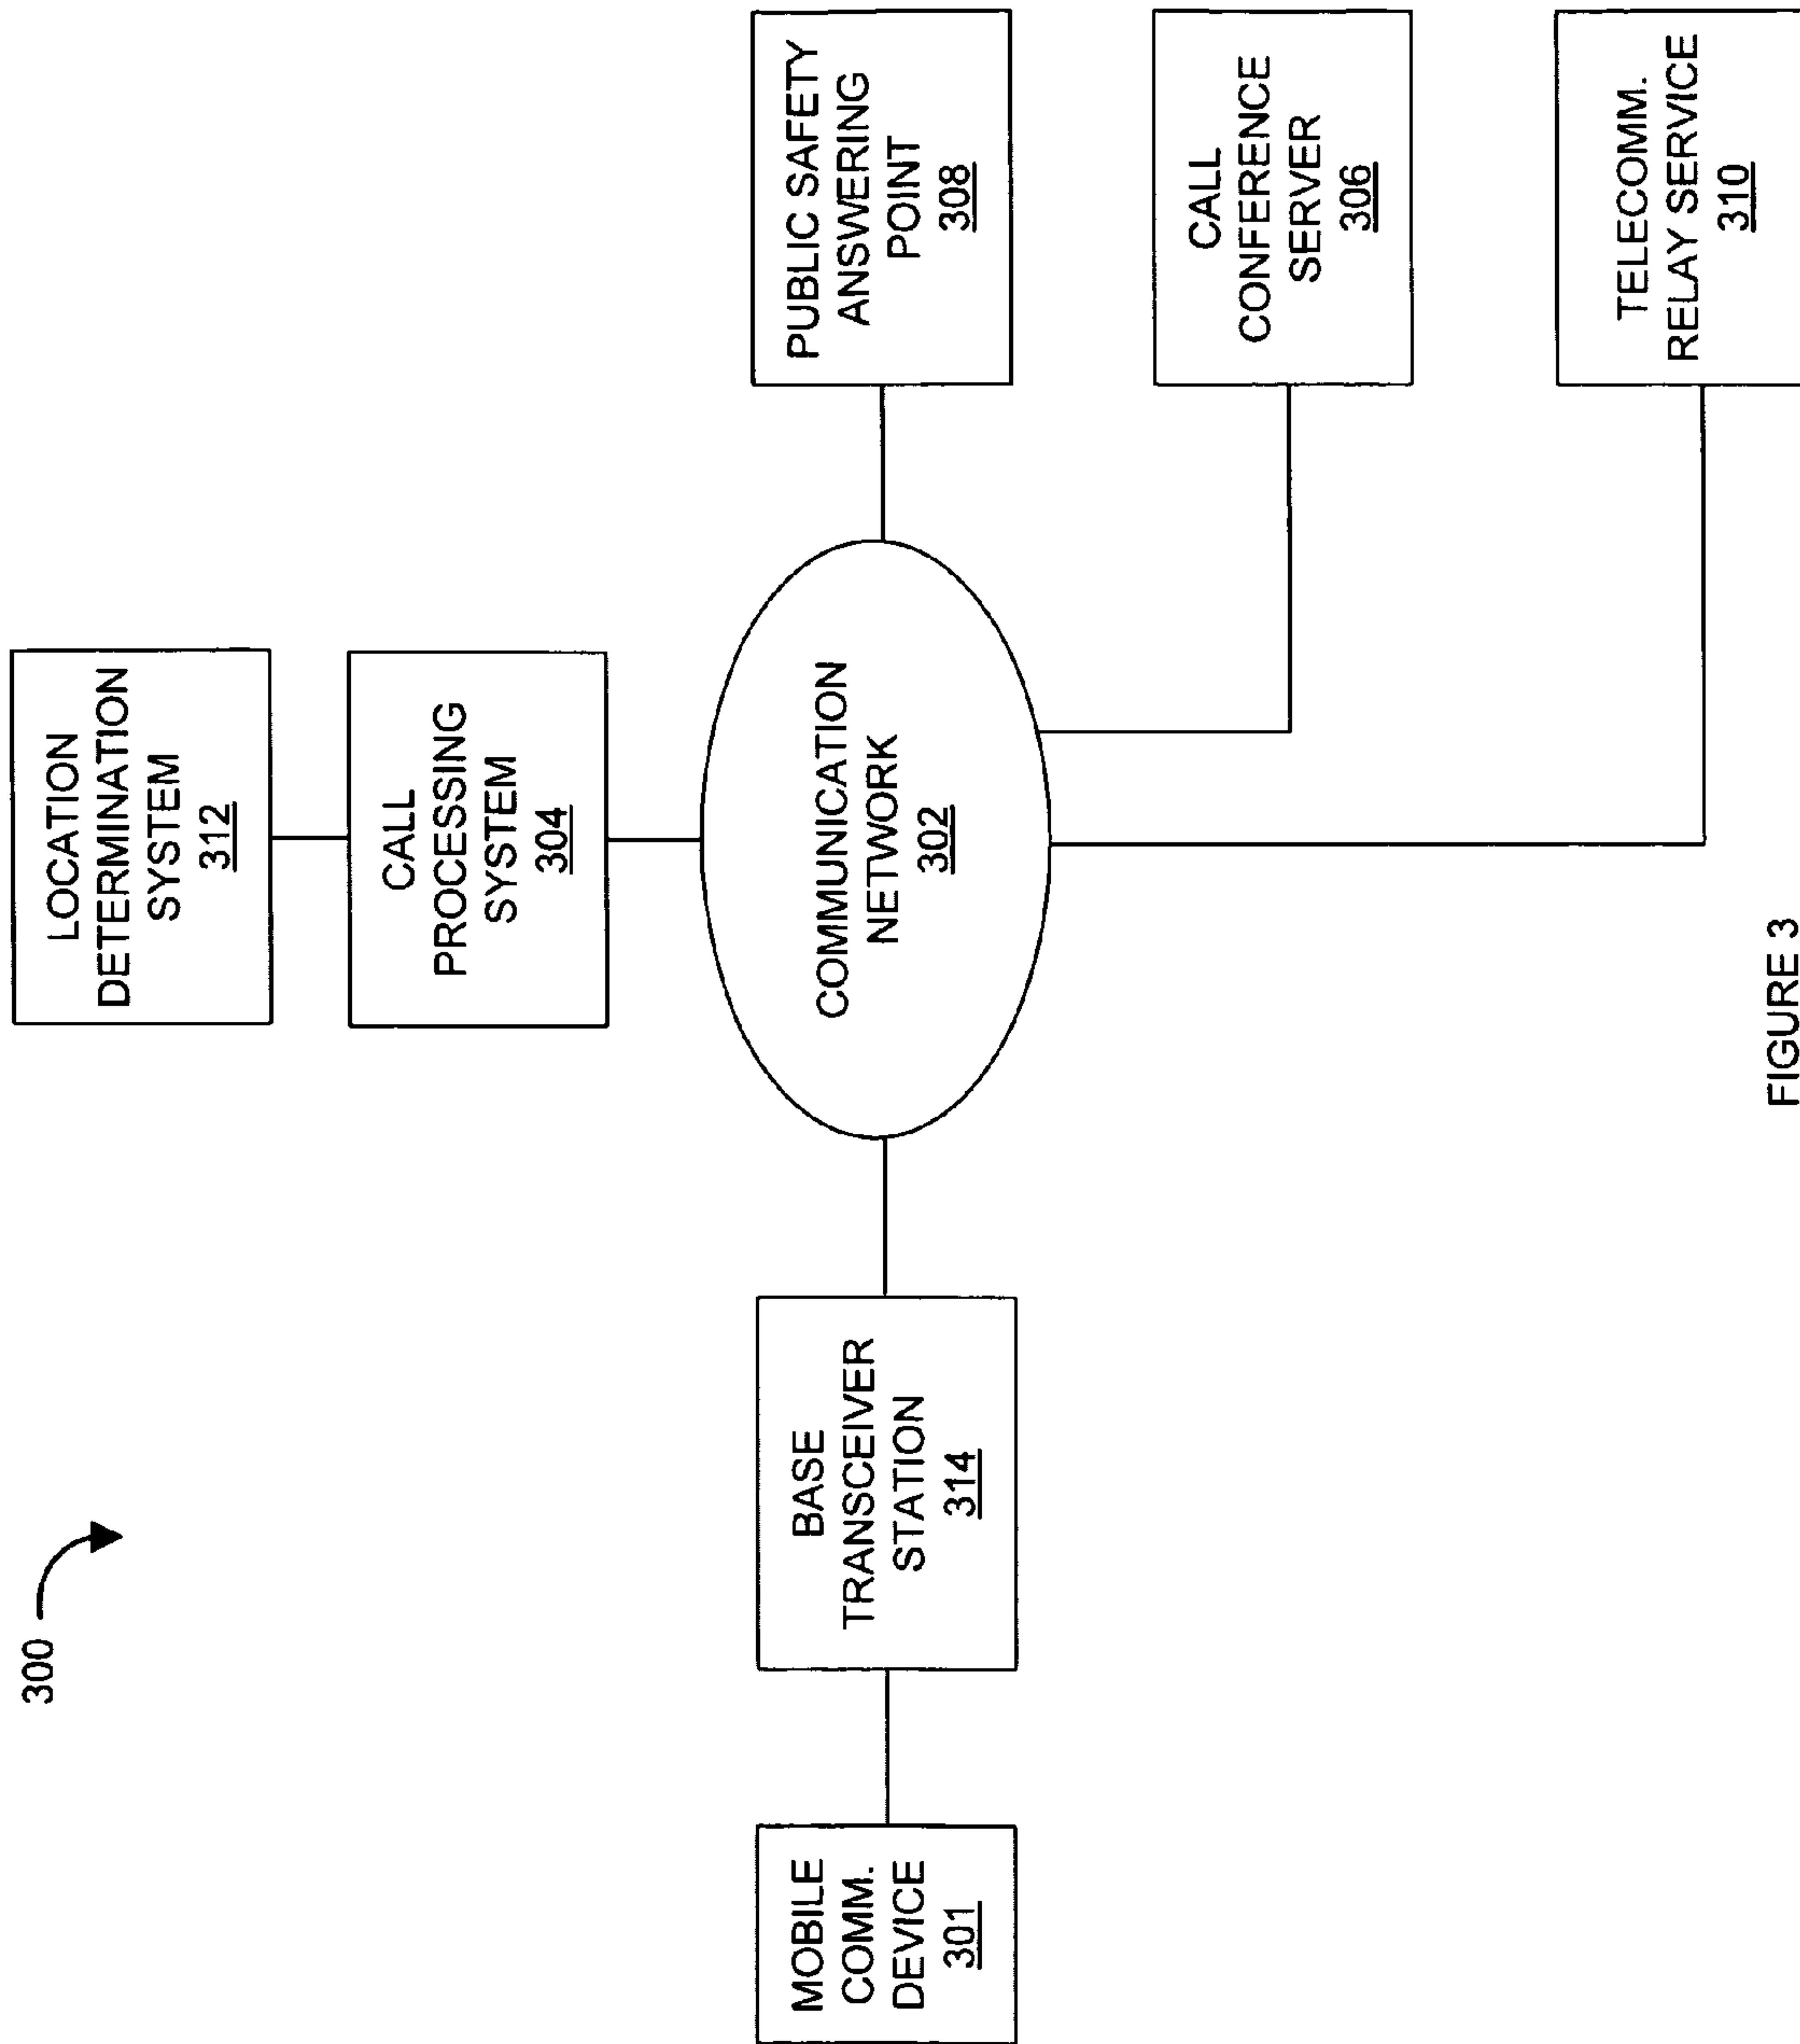 300
LOCATION
DETERMINATION
SYSTEM
312
CALL
PROCESSING
SYSTEM
304
MOBILE
COMM.
DEVICE
301
BASE
TRANSCEIVER
STATION
314
COMMUNICATION
NETWORK
302
PUBLIC SAFETY
ANSWERING
POINT
308
CALL
CONFERENCE
SERVER
306
TELECOMM.
RELAY SERVICE
310
FIGURE 3